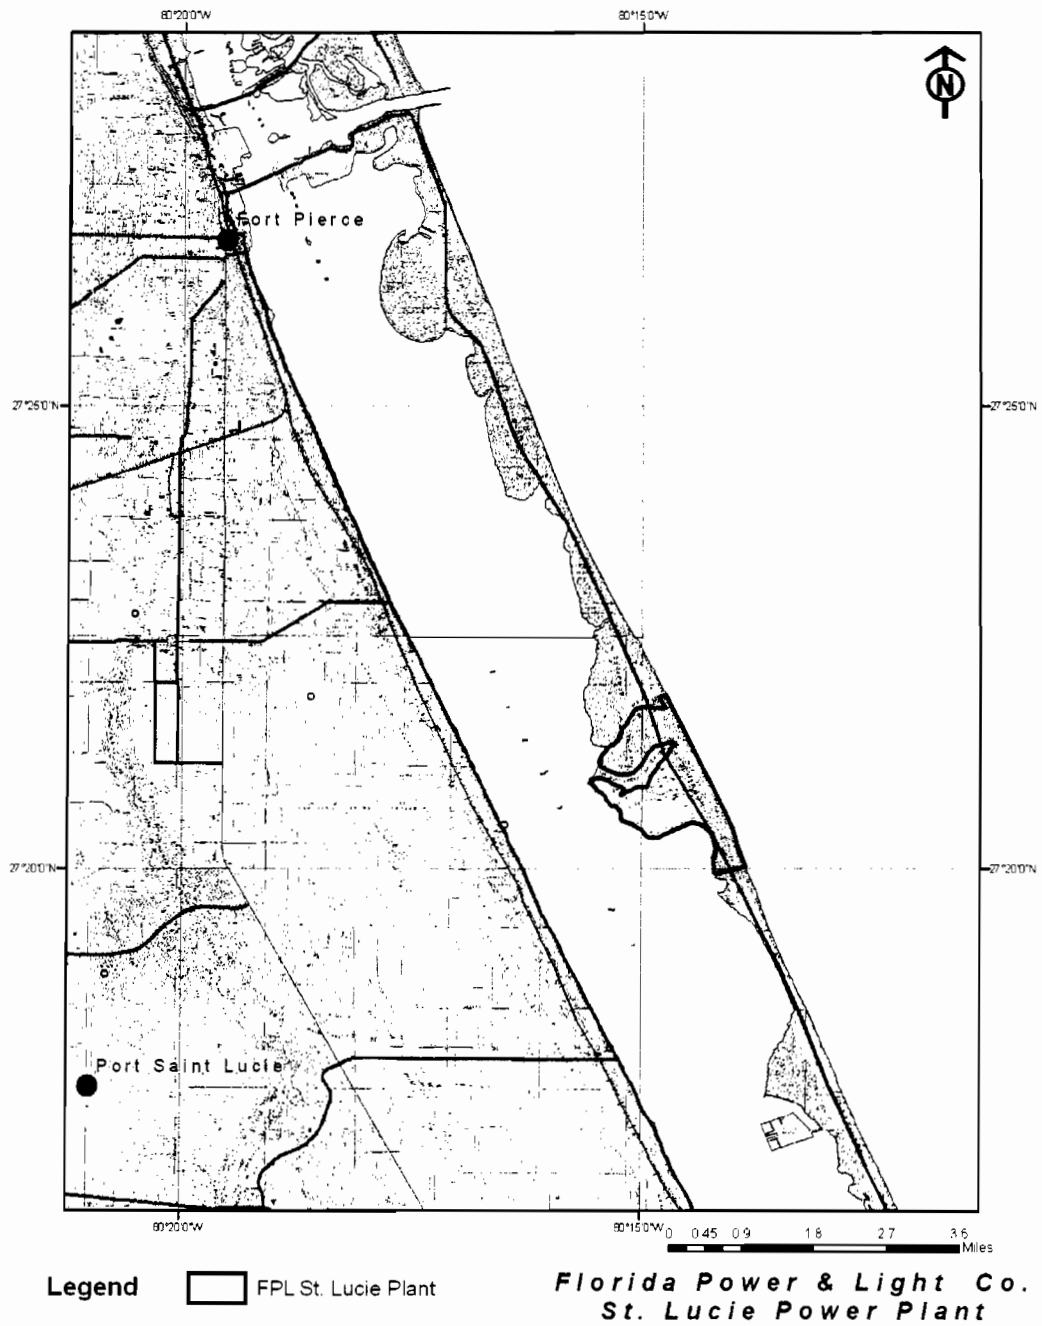 80°20'0"W 80°15'0"W
N
Fort Pierce
27°25'0"N 27°25'0"N
27°20'0"N 27°20'0"N
Port Saint Lucie
80°20'0"W 80°15'0"W
0 0.45 0.9 1.8 2.7 3.6
Miles
Legend FPL St. Lucie Plant
Florida Power & Light Co.
St. Lucie Power Plant